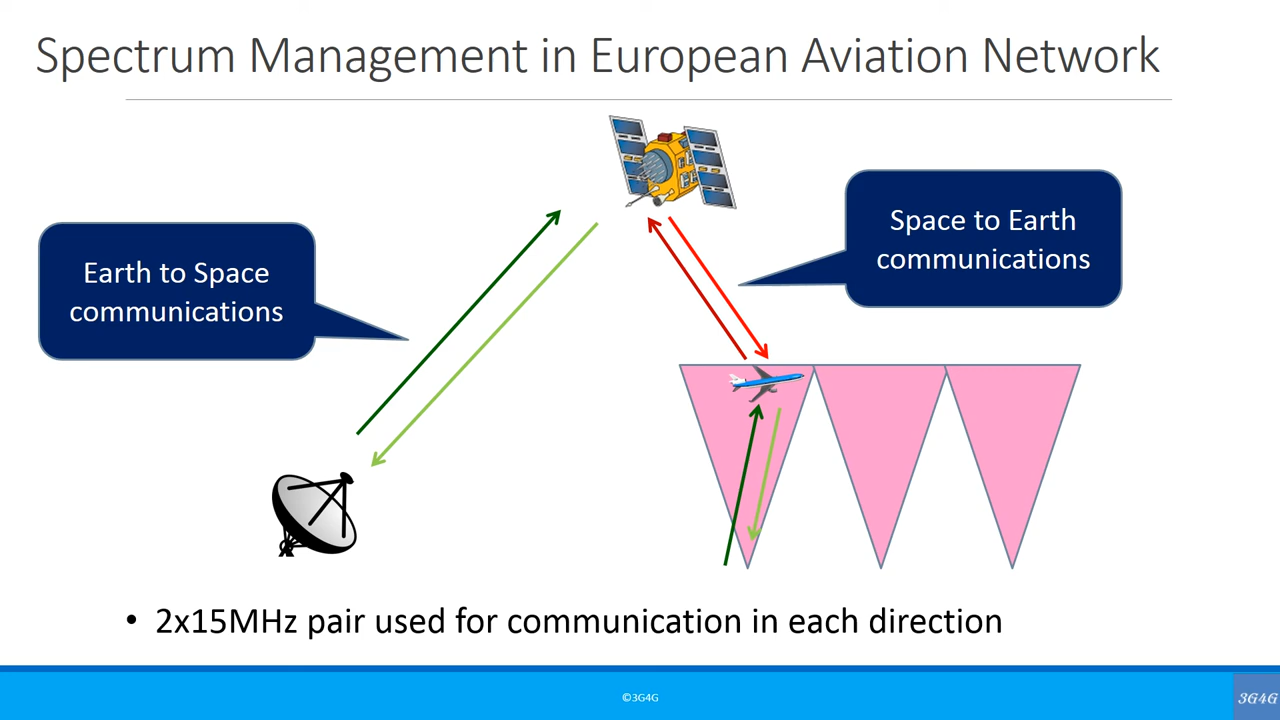 Spectrum Management in European Aviation Network
Earth to Space
communications
Space to Earth
communications
• 2x15MHz pair used for communication in each direction
©3G4G
3G4G